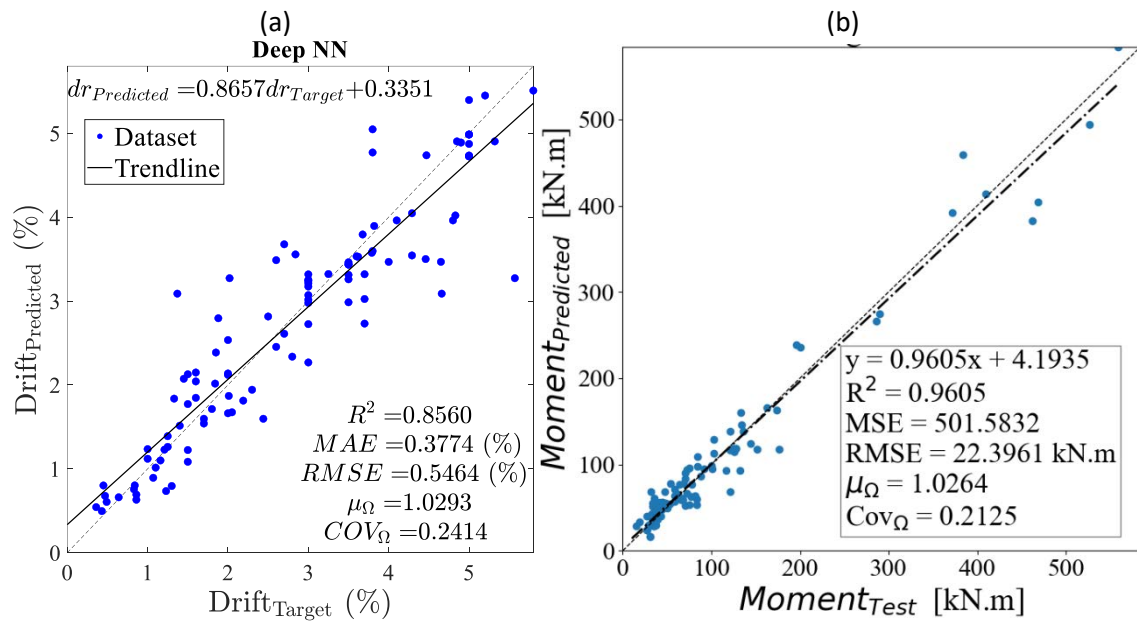 (a)
Deep NN
dr_Predicted =0.8657dr_Target+0.3351
Dataset
Trendline
Drift_Predicted (%)
5
4
3
2
1
0
R² =0.8560
MAE =0.3774 (%)
RMSE =0.5464 (%)
μ_Ω =1.0293
COV_Ω =0.2414
0 1 2 3 4 5
Drift_Target (%)
(b)
Moment_Predicted [kN.m]
500
400
300
200
100
0
y = 0.9605x + 4.1935
R² = 0.9605
MSE = 501.5832
RMSE = 22.3961 kN.m
μ_Ω = 1.0264
Cov_Ω = 0.2125
0 100 200 300 400 500
Moment_Test [kN.m]